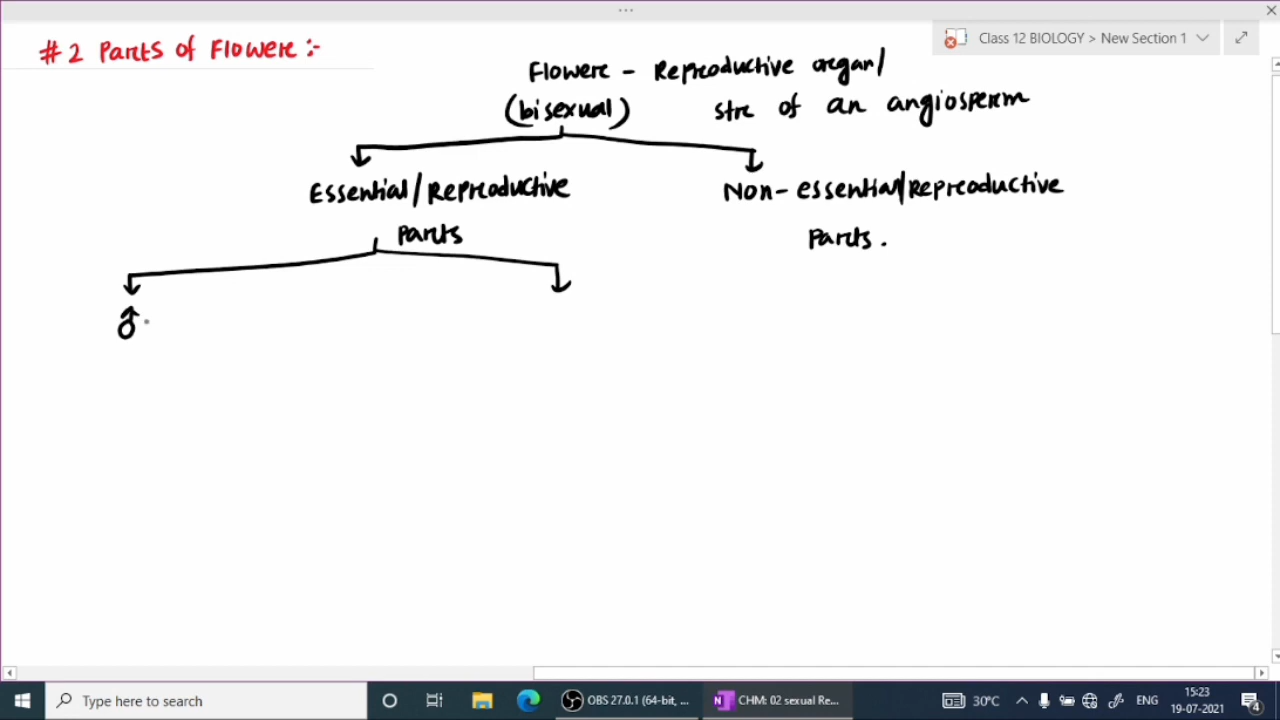 ...
Class 12 BIOLOGY > New Section 1
# 2 Parts of Flower :-
Flower - Reproductive organ/
(bisexual) str of an angiosperm
Essential/Reproductive Non-essential/Reproductive
Parts Parts.
♂
Type here to search
OBS 27.0.1 (64-bit, ...
CHM: 02 sexual Re...
30°C
ENG
15:23
19-07-2021
4